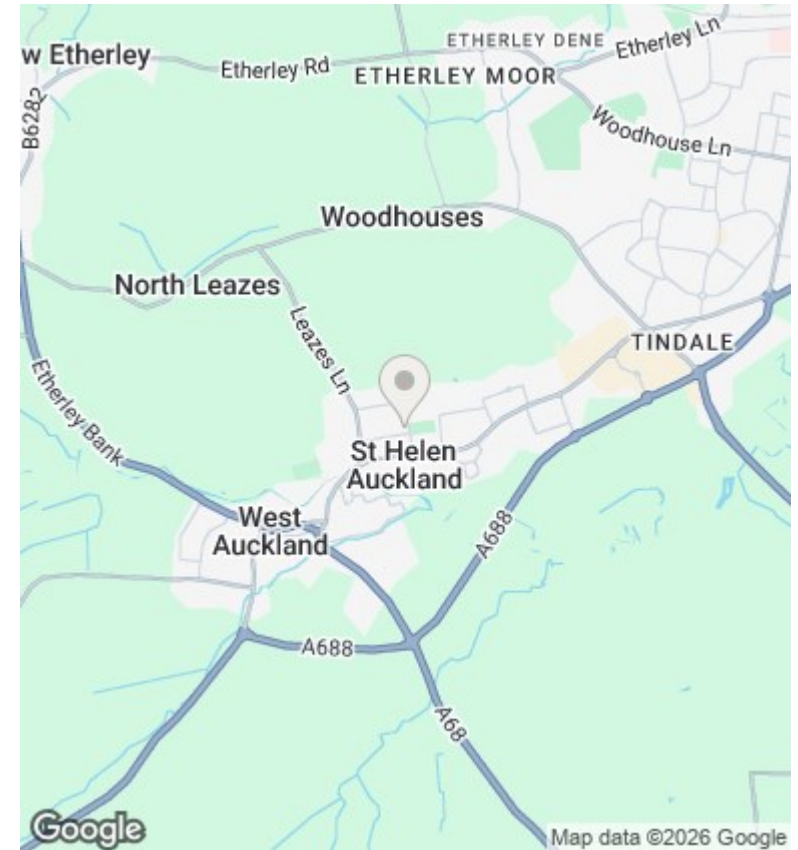 w Etherley
Etherley Rd
ETHERLEY DENE
Etherley Ln
ETHERLEY MOOR
B6282
Woodhouse Ln
Woodhouses
North Leazes
Leazes Ln
TINDALE
Etherley Bank
St Helen
Auckland
West
Auckland
A688
A688
A68
Google
Map data ©2026 Google